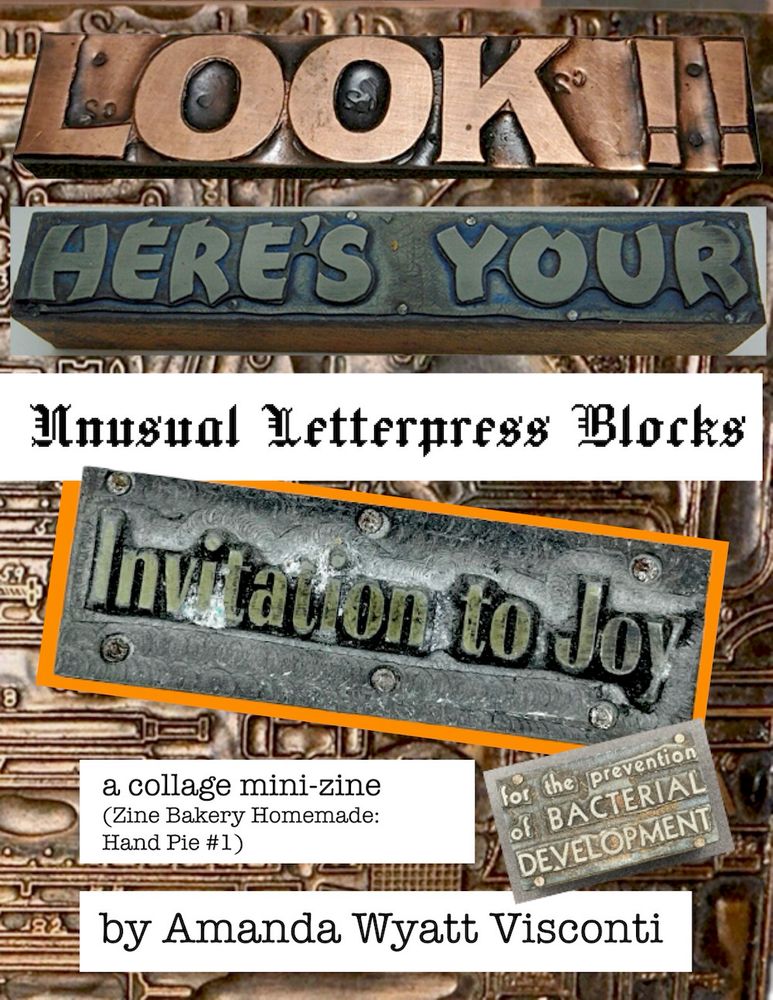 LOOK!!
HERE'S YOUR
Unusual Letterpress Blocks
Invitation to Joy
for the prevention
of BACTERIAL
DEVELOPMENT
a collage mini-zine
(Zine Bakery Homemade:
Hand Pie #1)
by Amanda Wyatt Visconti